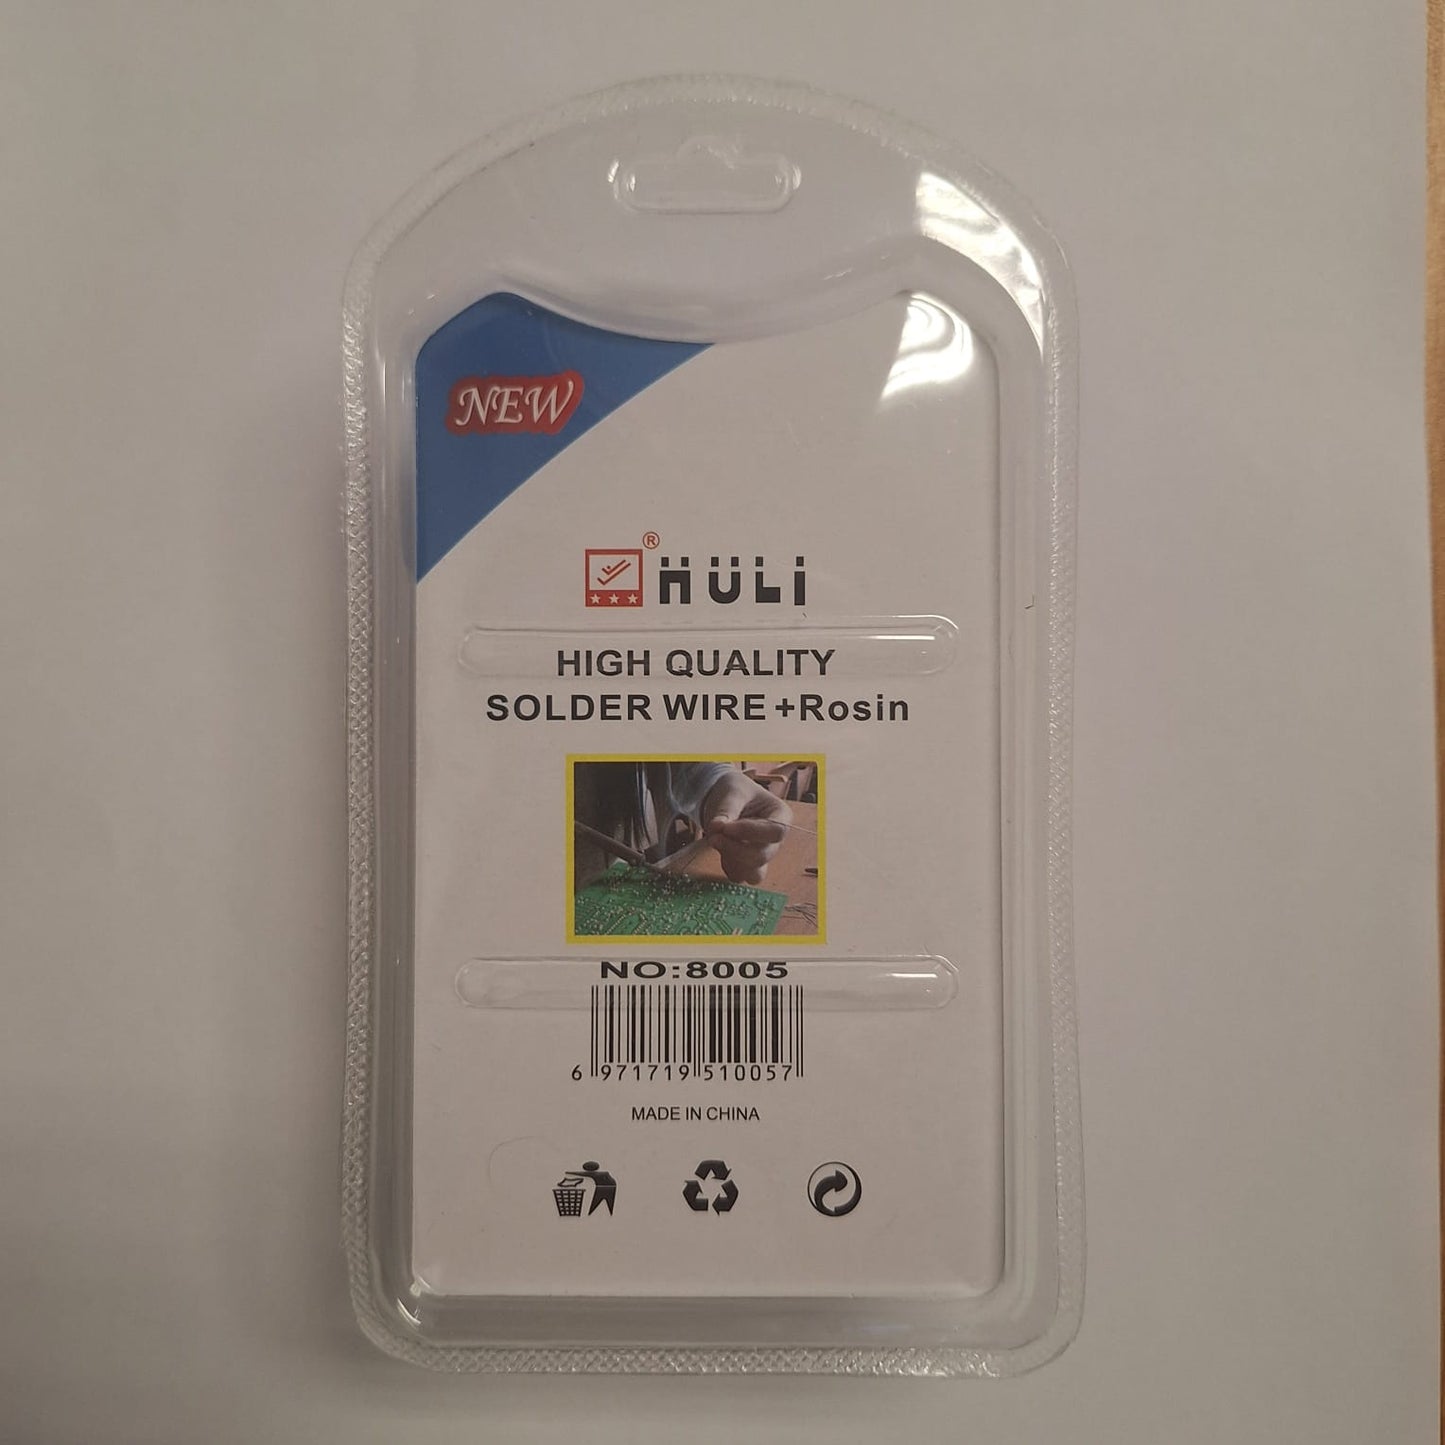 NEW
®
HULI
HIGH QUALITY
SOLDER WIRE+Rosin
NO:8005
6 971719 510057
MADE IN CHINA